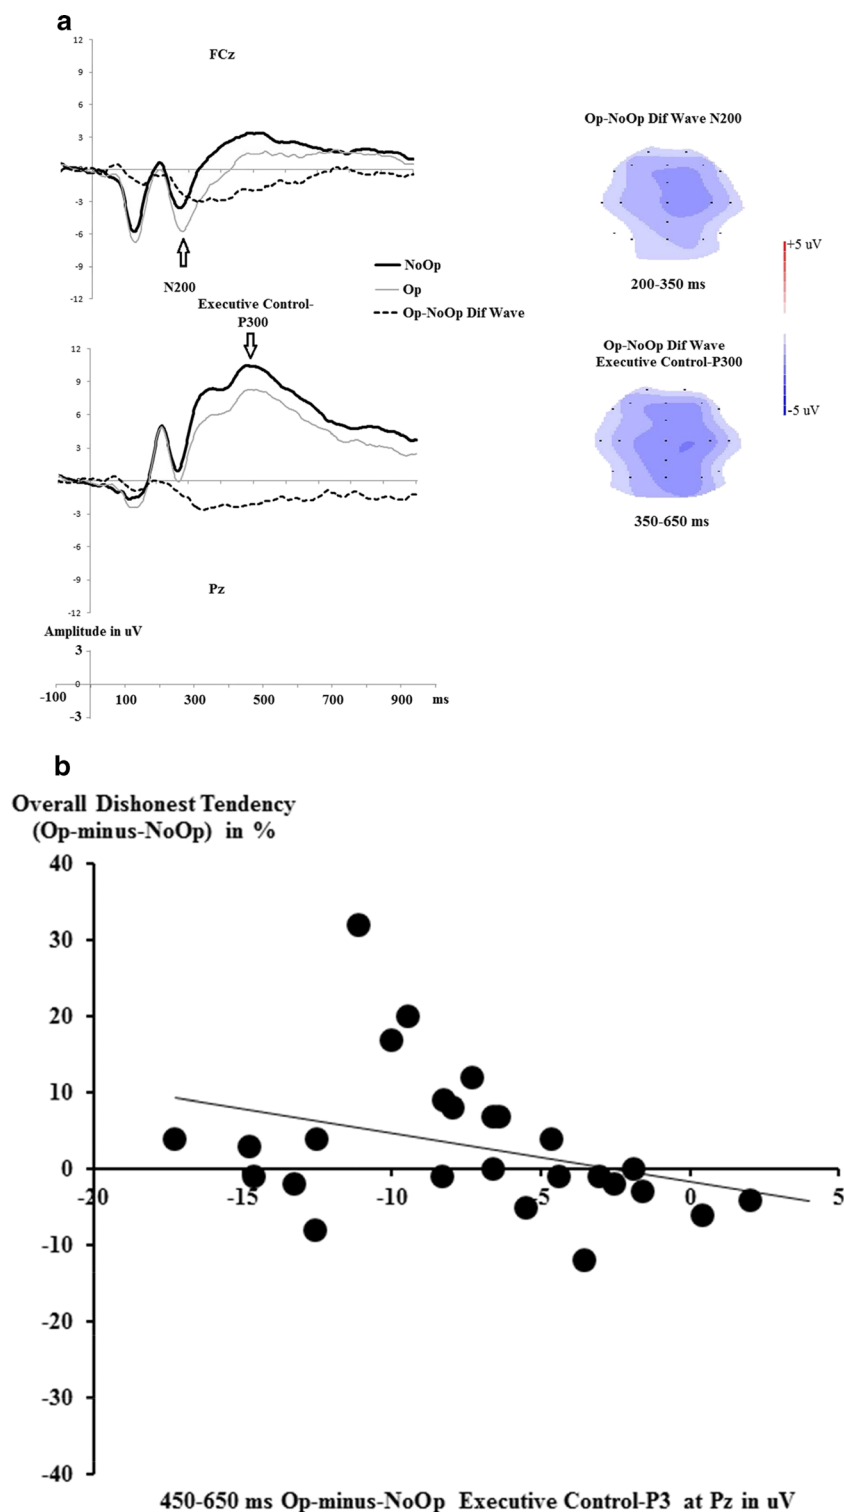 a
12
FCz
9
6
3
0
-3
-6
-9
-12
N200
NoOp
Op
Op-NoOp Dif Wave
Op-NoOp Dif Wave N200
200-350 ms
+5 uV
-5 uV
Executive Control-
P300
12
9
6
3
0
-3
-6
-9
-12
Pz
Op-NoOp Dif Wave
Executive Control-P300
350-650 ms
Amplitude in uV
3
0
-3
-100 100 300 500 700 900 ms
b
Overall Dishonest Tendency
(Op-minus-NoOp) in %
40
30
20
10
0
-10
-20
-30
-40
-20 -15 -10 -5 0 5
450-650 ms Op-minus-NoOp Executive Control-P3 at Pz in uV